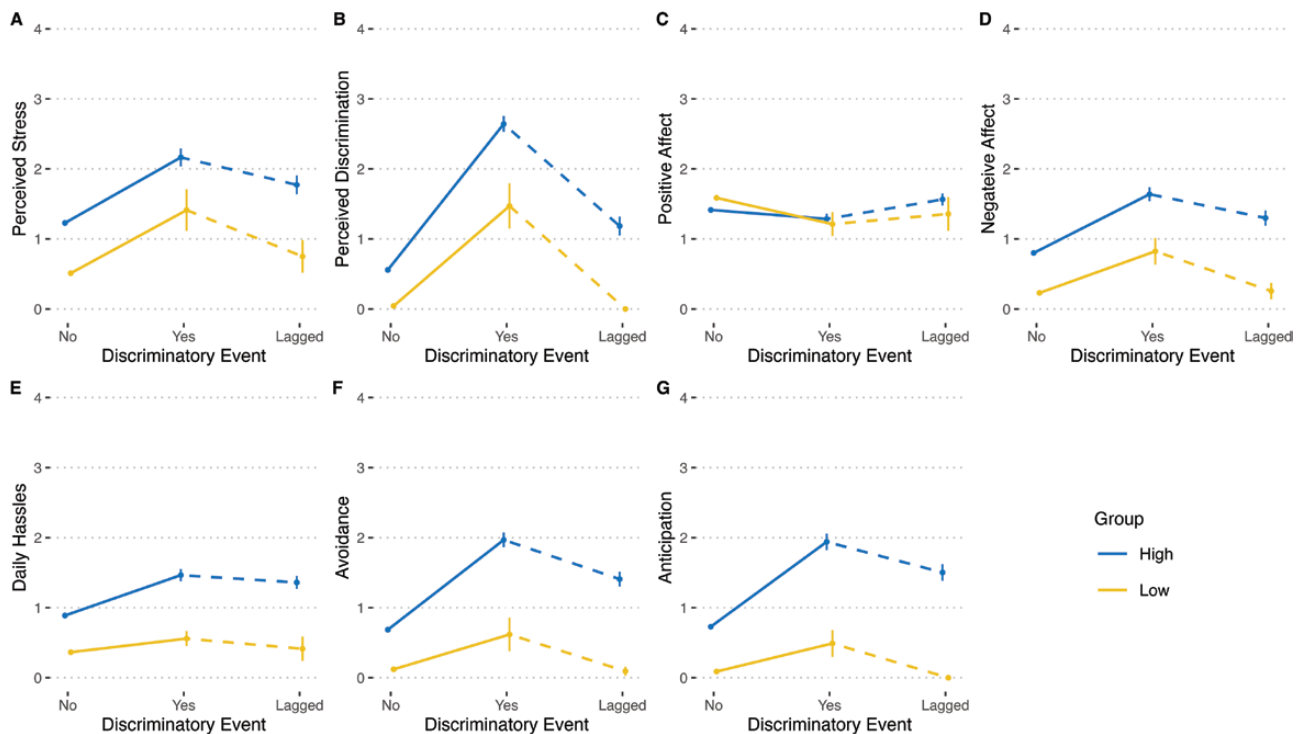 A
4
3
2
1
0
Perceived Stress
No Yes Lagged
Discriminatory Event
B
4
3
2
1
0
Perceived Discrimination
No Yes Lagged
Discriminatory Event
C
4
3
2
1
0
Positive Affect
No Yes Lagged
Discriminatory Event
D
4
3
2
1
0
Negateive Affect
No Yes Lagged
Discriminatory Event
E
4
3
2
1
0
Daily Hassles
No Yes Lagged
Discriminatory Event
F
4
3
2
1
0
Avoidance
No Yes Lagged
Discriminatory Event
G
4
3
2
1
0
Anticipation
No Yes Lagged
Discriminatory Event
Group
High
Low